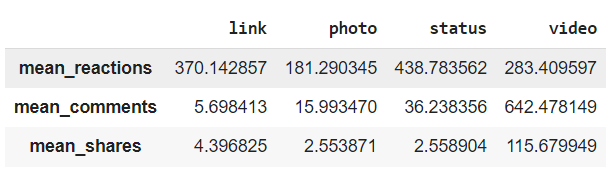 link photo status video
mean_reactions 370.142857 181.290345 438.783562 283.409597
mean_comments 5.698413 15.993470 36.238356 642.478149
mean_shares 4.396825 2.553871 2.558904 115.679949